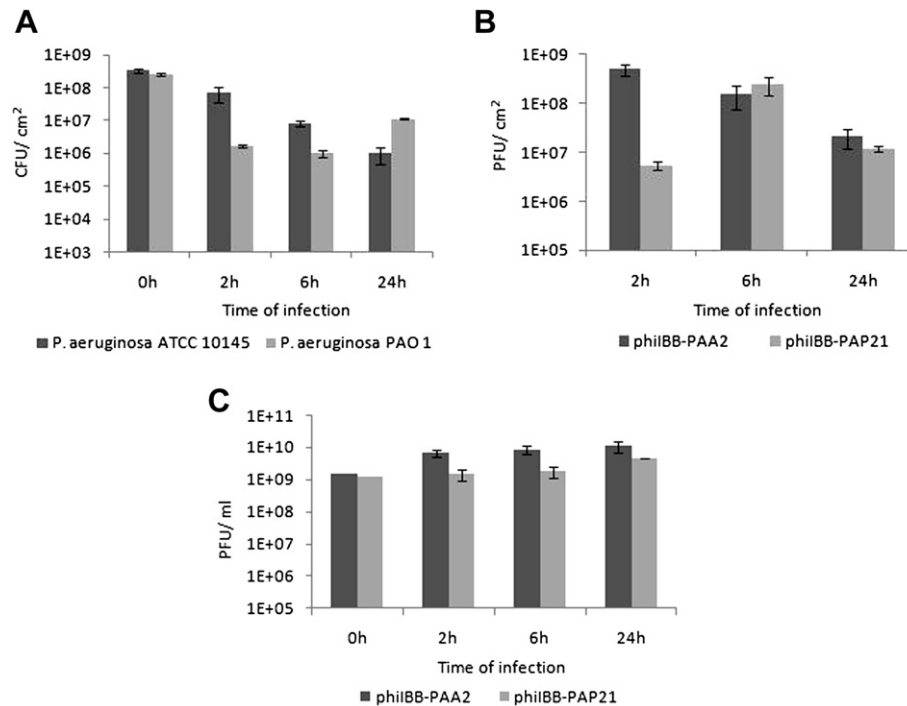 A
1E+09
1E+08
1E+07
1E+06
1E+05
1E+04
1E+03
CFU/ cm²
0h 2h 6h 24h
Time of infection
P. aeruginosa ATCC 10145 P. aeruginosa PAO 1
B
1E+09
1E+08
1E+07
1E+06
1E+05
PFU/ cm²
2h 6h 24h
Time of infection
phiIBB-PAA2 phiIBB-PAP21
C
1E+11
1E+10
1E+09
1E+08
1E+07
1E+06
1E+05
PFU/ ml
0h 2h 6h 24h
Time of infection
phiIBB-PAA2 phiIBB-PAP21